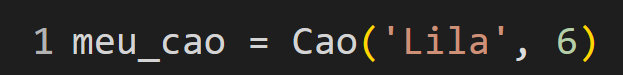 1 meu_cao = Cao('Lila', 6)